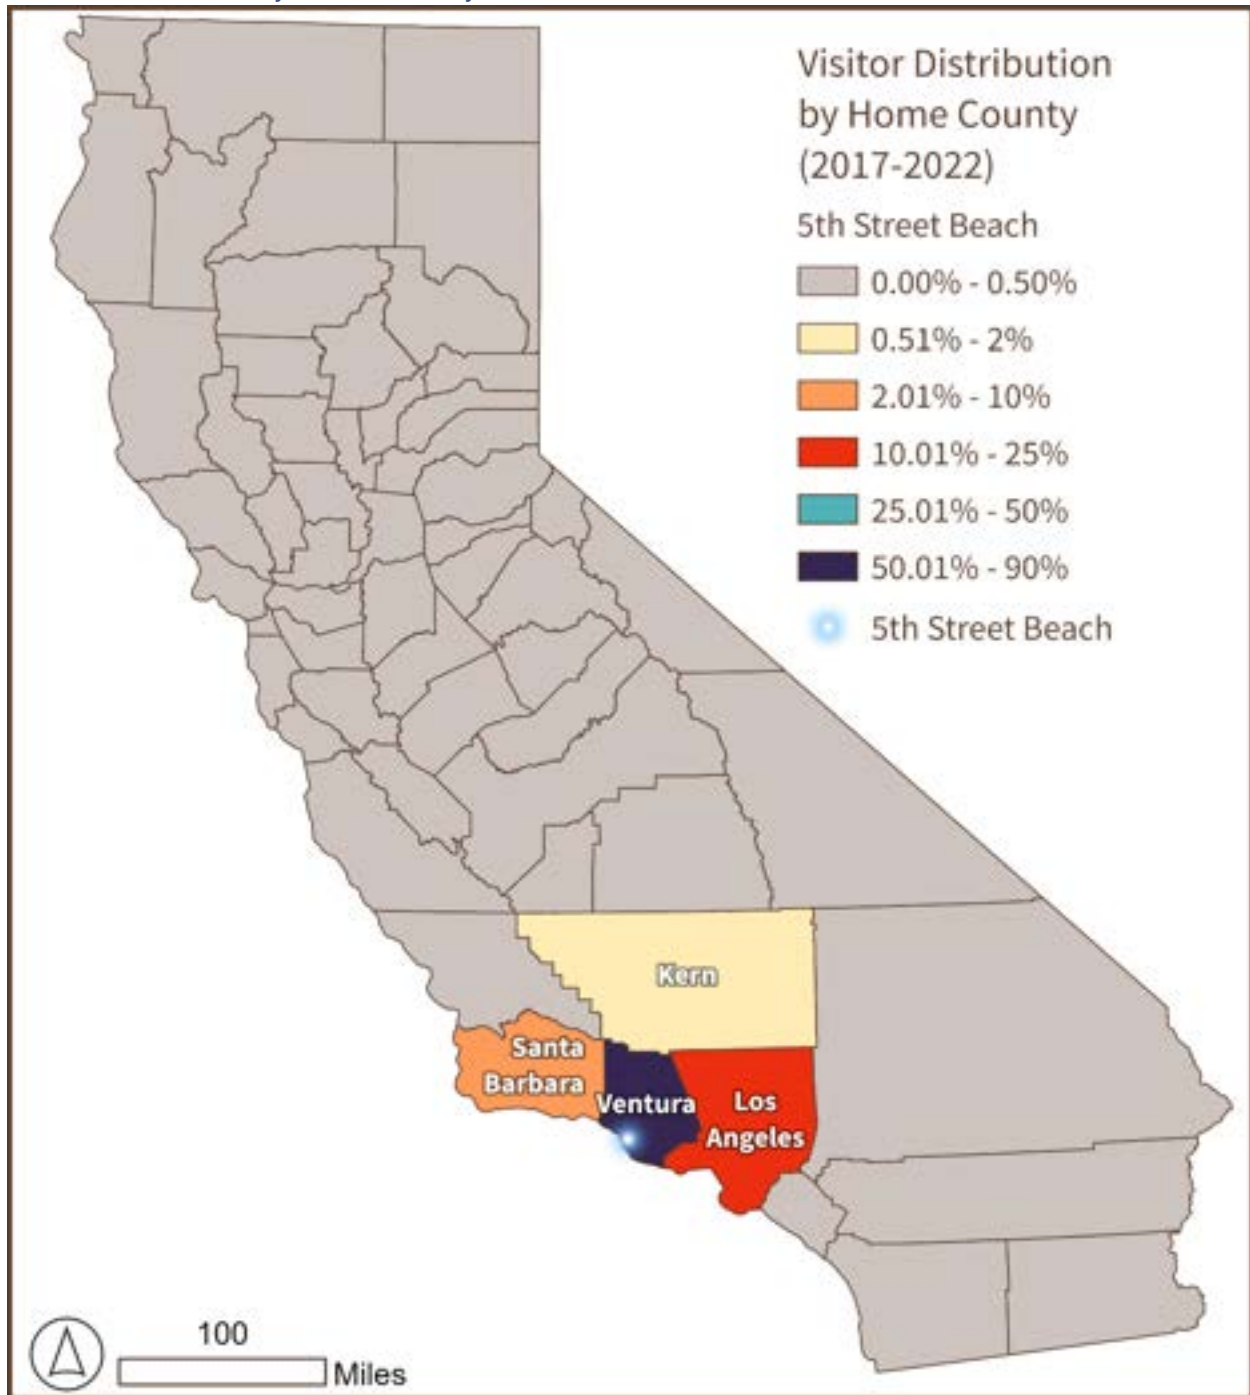 Visitor Distribution
by Home County
(2017-2022)
5th Street Beach
0.00% - 0.50%
0.51% - 2%
2.01% - 10%
10.01% - 25%
25.01% - 50%
50.01% - 90%
5th Street Beach
Kern
Santa
Barbara
Ventura
Los
Angeles
100
Miles